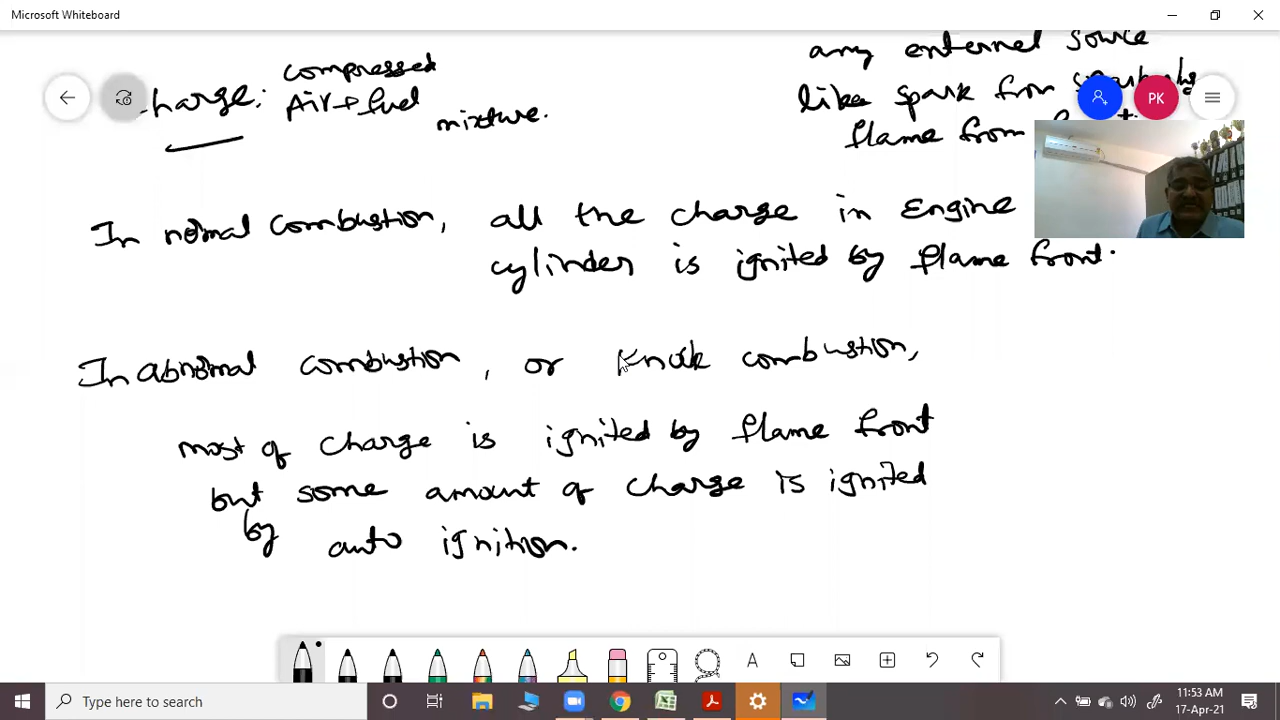 Microsoft Whiteboard
any external source
like spark from
flame from
charge: compressed
Air + fuel
mixture.
PK
In normal combustion, all the charge in Engine
cylinder is ignited by flame front.
In abnormal combustion, or Knock combustion,
most of charge is ignited by flame front
but some amount of charge is ignited
by auto ignition.
A
Type here to search
11:53 AM
17-Apr-21